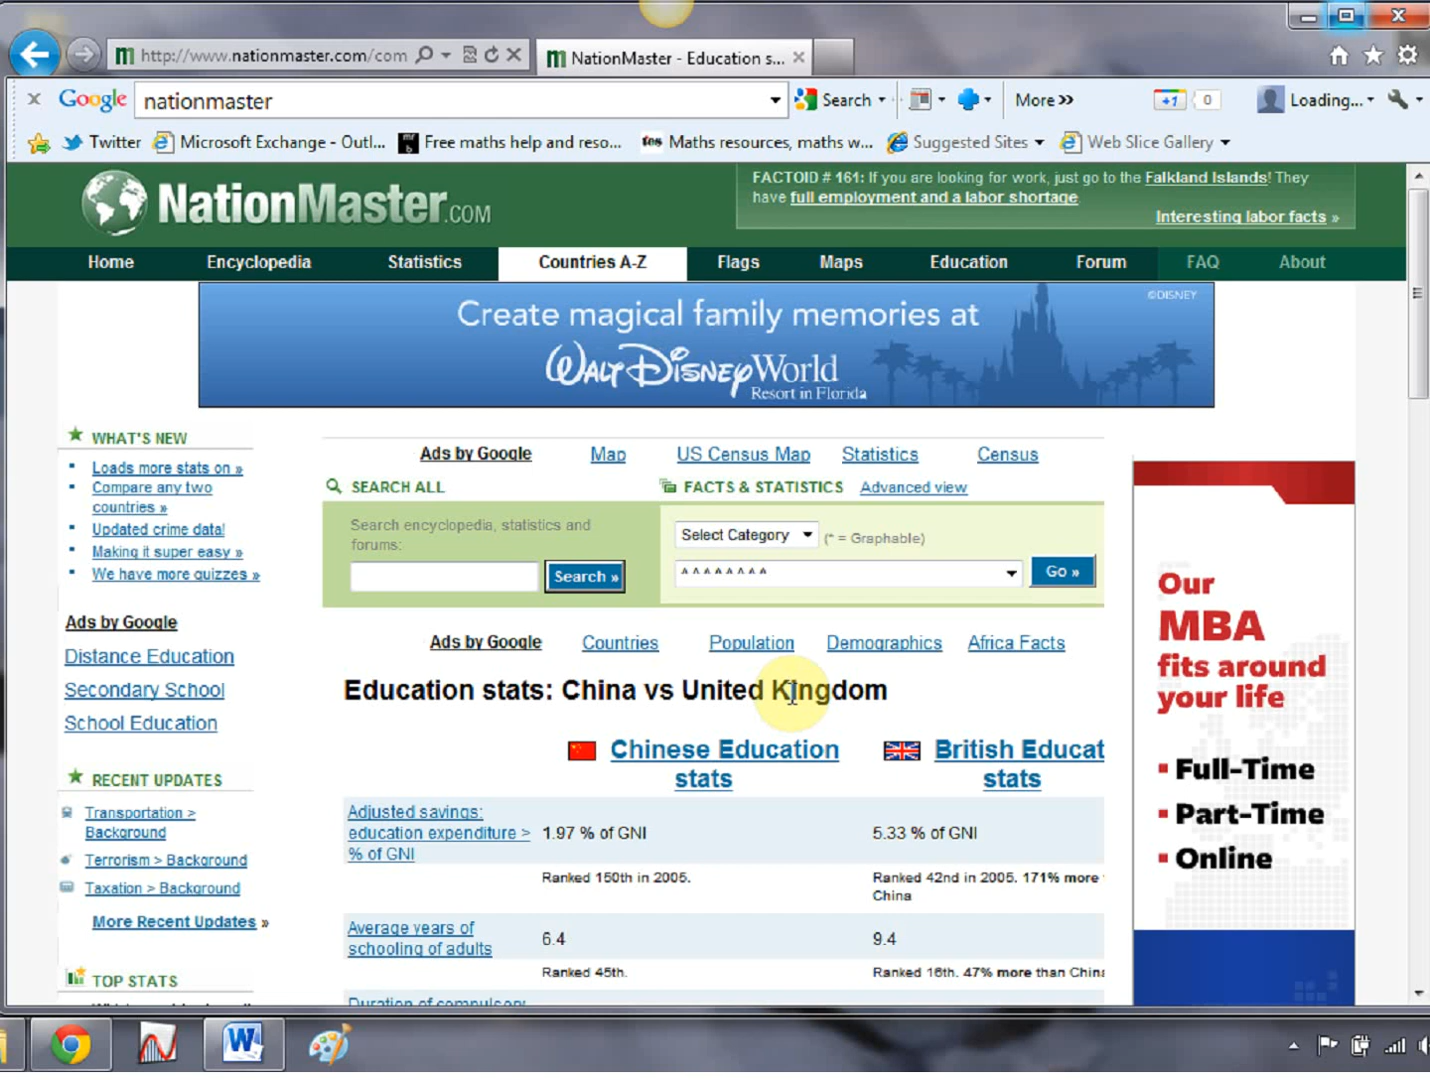 http://www.nationmaster.com/com
NationMaster - Education s...
Google nationmaster Search More >> +1 0 Loading...
Twitter Microsoft Exchange - Outl... Free maths help and reso... tes Maths resources, maths w... Suggested Sites Web Slice Gallery
NationMaster.COM
FACTOID # 161: If you are looking for work, just go to the Falkland Islands! They
have full employment and a labor shortage
Interesting labor facts »
Home Encyclopedia Statistics Countries A-Z Flags Maps Education Forum FAQ About
©DISNEY
Create magical family memories at
Walt Disney World
Resort in Florida
WHAT'S NEW
Loads more stats on »
Compare any two
countries »
Updated crime data!
Making it super easy »
We have more quizzes »
Ads by Google
Distance Education
Secondary School
School Education
RECENT UPDATES
Transportation >
Background
Terrorism > Background
Taxation > Background
More Recent Updates »
TOP STATS
Ads by Google Map US Census Map Statistics Census
SEARCH ALL
Search encyclopedia, statistics and
forums:
Search »
FACTS & STATISTICS Advanced view
Select Category (* = Graphable)
^ ^ ^ ^ ^ ^ ^ ^
Go »
Ads by Google Countries Population Demographics Africa Facts
Education stats: China vs United Kingdom
Chinese Education
stats
British Educat
stats
Adjusted savings:
education expenditure >
% of GNI
1.97 % of GNI
5.33 % of GNI
Ranked 150th in 2005.
Ranked 42nd in 2005. 171% more
China
Average years of
schooling of adults
6.4
9.4
Ranked 45th.
Ranked 16th. 47% more than China
Duration of compulsory
Our
MBA
fits around
your life
Full-Time
Part-Time
Online